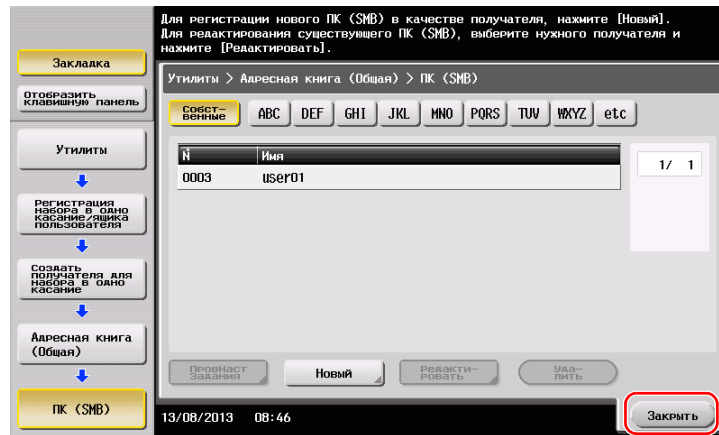 Для регистрации нового ПК (SMB) в качестве получателя, нажмите [Новый].
Для редактирования существующего ПК (SMB), выберите нужного получателя и
нажмите [Редактировать].
Закладка
Отобразить
клавишную панель
Утилиты
Регистрация
набора в одно
касание/ящика
пользователя
Создать
получателя для
набора в одно
касание
Адресная книга
(Общая)
ПК (SMB)
Утилиты > Адресная книга (Общая) > ПК (SMB)
Собст-
венные
ABC
DEF
GHI
JKL
MNO
PQRS
TUV
WXYZ
etc
N Имя
0003 user01
1/ 1
ПровНаст
Задания
Новый
Редакти-
ровать
Уда-
лить
13/08/2013 08:46
Закрыть